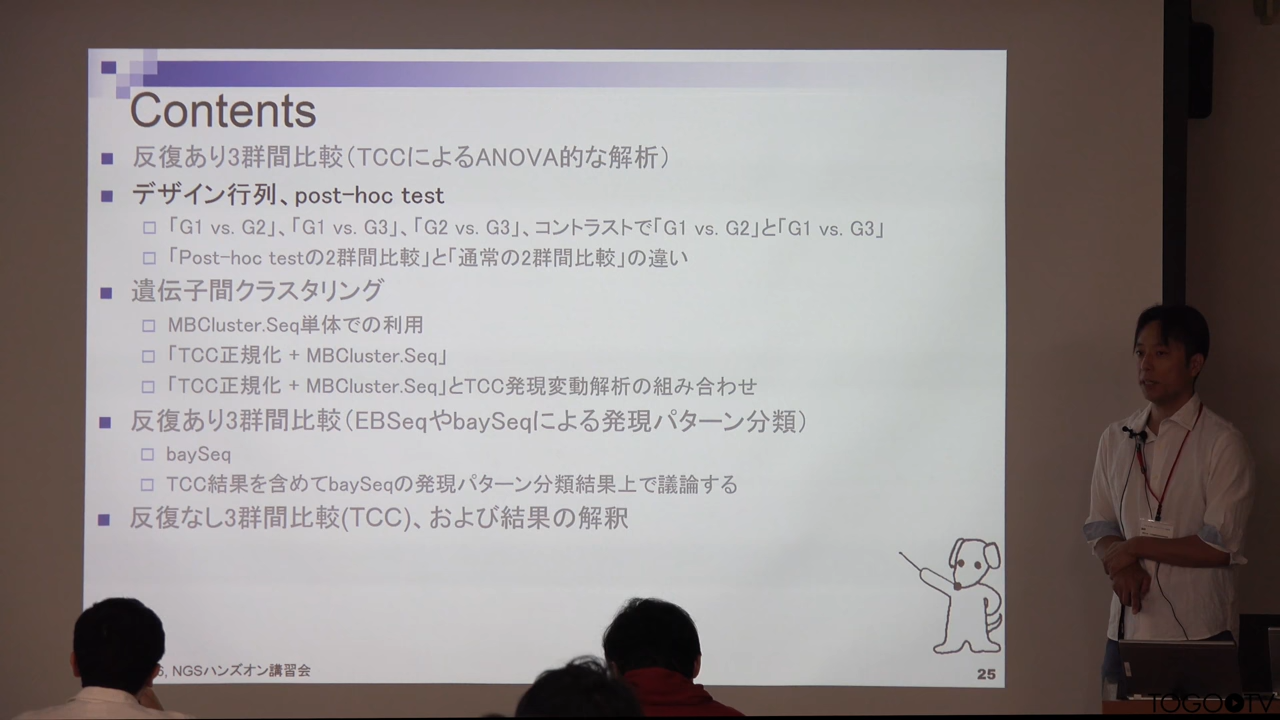 Contents
反復あり3群間比較（TCCによるANOVA的な解析）
デザイン行列、post-hoc test
「G1 vs. G2」、「G1 vs. G3」、「G2 vs. G3」、コントラストで「G1 vs. G2」と「G1 vs. G3」
「Post-hoc testの2群間比較」と「通常の2群間比較」の違い
遺伝子間クラスタリング
MBCluster.Seq単体での利用
「TCC正規化 + MBCluster.Seq」
「TCC正規化 + MBCluster.Seq」とTCC発現変動解析の組み合わせ
反復あり3群間比較（EBSeqやbaySeqによる発現パターン分類）
baySeq
TCC結果を含めてbaySeqの発現パターン分類結果上で議論する
反復なし3群間比較(TCC)、および結果の解釈
6, NGSハンズオン講習会
25
TOGOTV